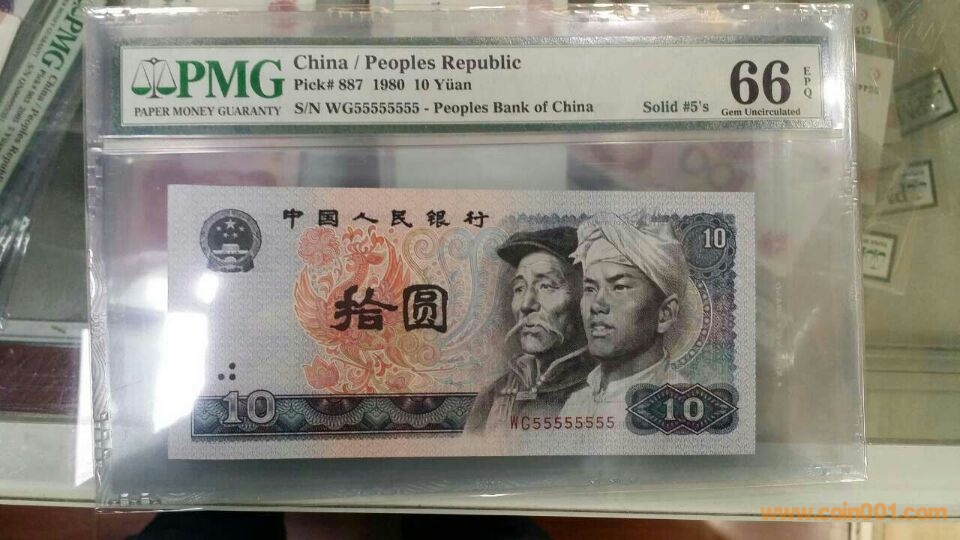 PMG
PAPER MONEY GUARANTY
China / Peoples Republic
Pick# 887 1980 10 Yüan
S/N WG55555555 - Peoples Bank of China
Solid #5's
66 EPQ
Gem Uncirculated
中国人民银行
10
拾圆
10
WG55555555
10
www.coin001.com